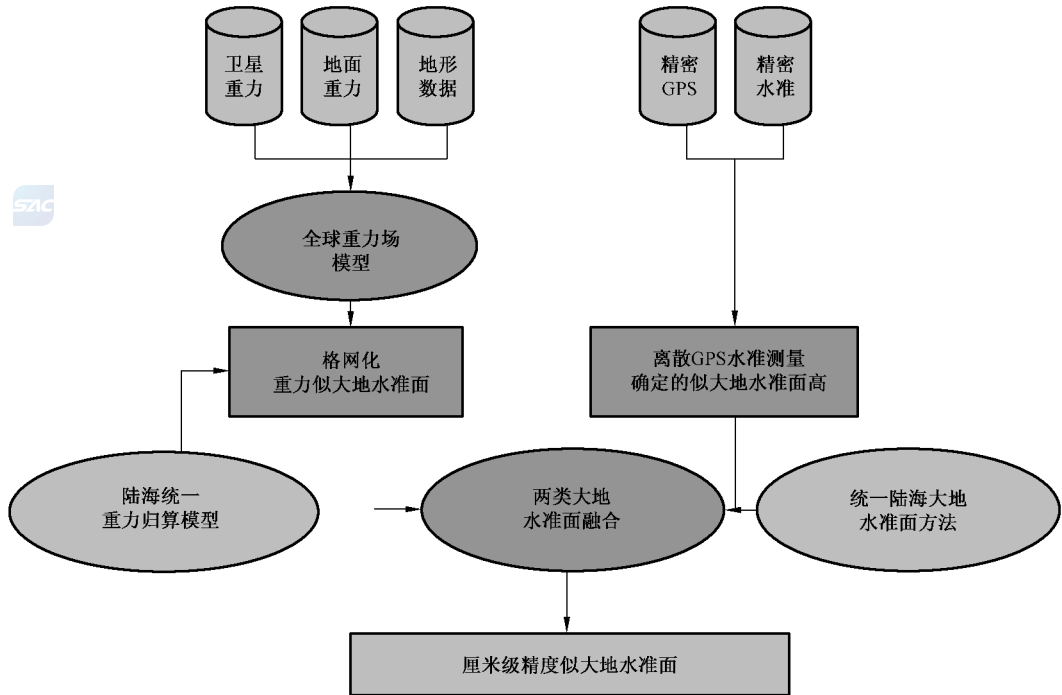 卫星
重力
地面
重力
地形
数据
精密
GPS
精密
水准
SAC
全球重力场
模型
格网化
重力似大地水准面
离散GPS水准测量
确定的似大地水准面高
陆海统一
重力归算模型
两类大地
水准面融合
统一陆海大地
水准面方法
厘米级精度似大地水准面